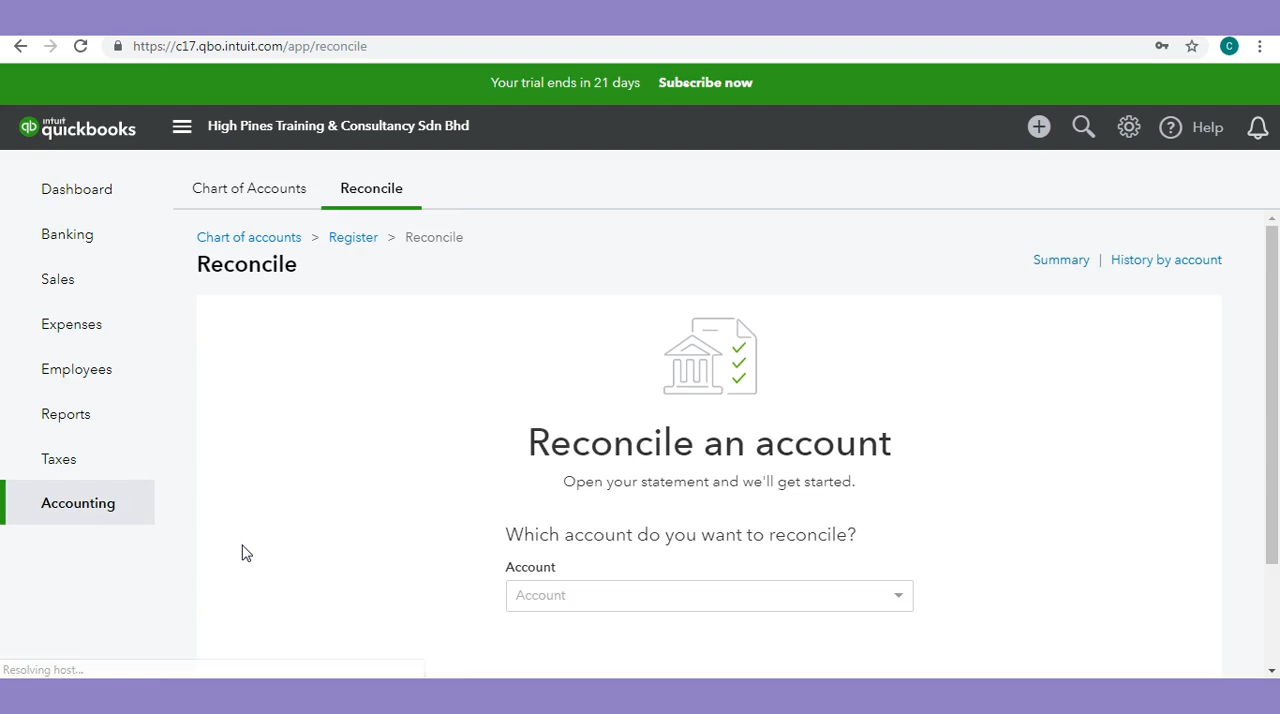 https://c17.qbo.intuit.com/app/reconcile
C
Your trial ends in 21 days Subscribe now
qb intuit quickbooks High Pines Training & Consultancy Sdn Bhd
? Help
Dashboard
Banking
Sales
Expenses
Employees
Reports
Taxes
Accounting
Chart of Accounts Reconcile
Chart of accounts > Register > Reconcile
Reconcile
Summary | History by account
Reconcile an account
Open your statement and we'll get started.
Which account do you want to reconcile?
Account
Account
Resolving host...